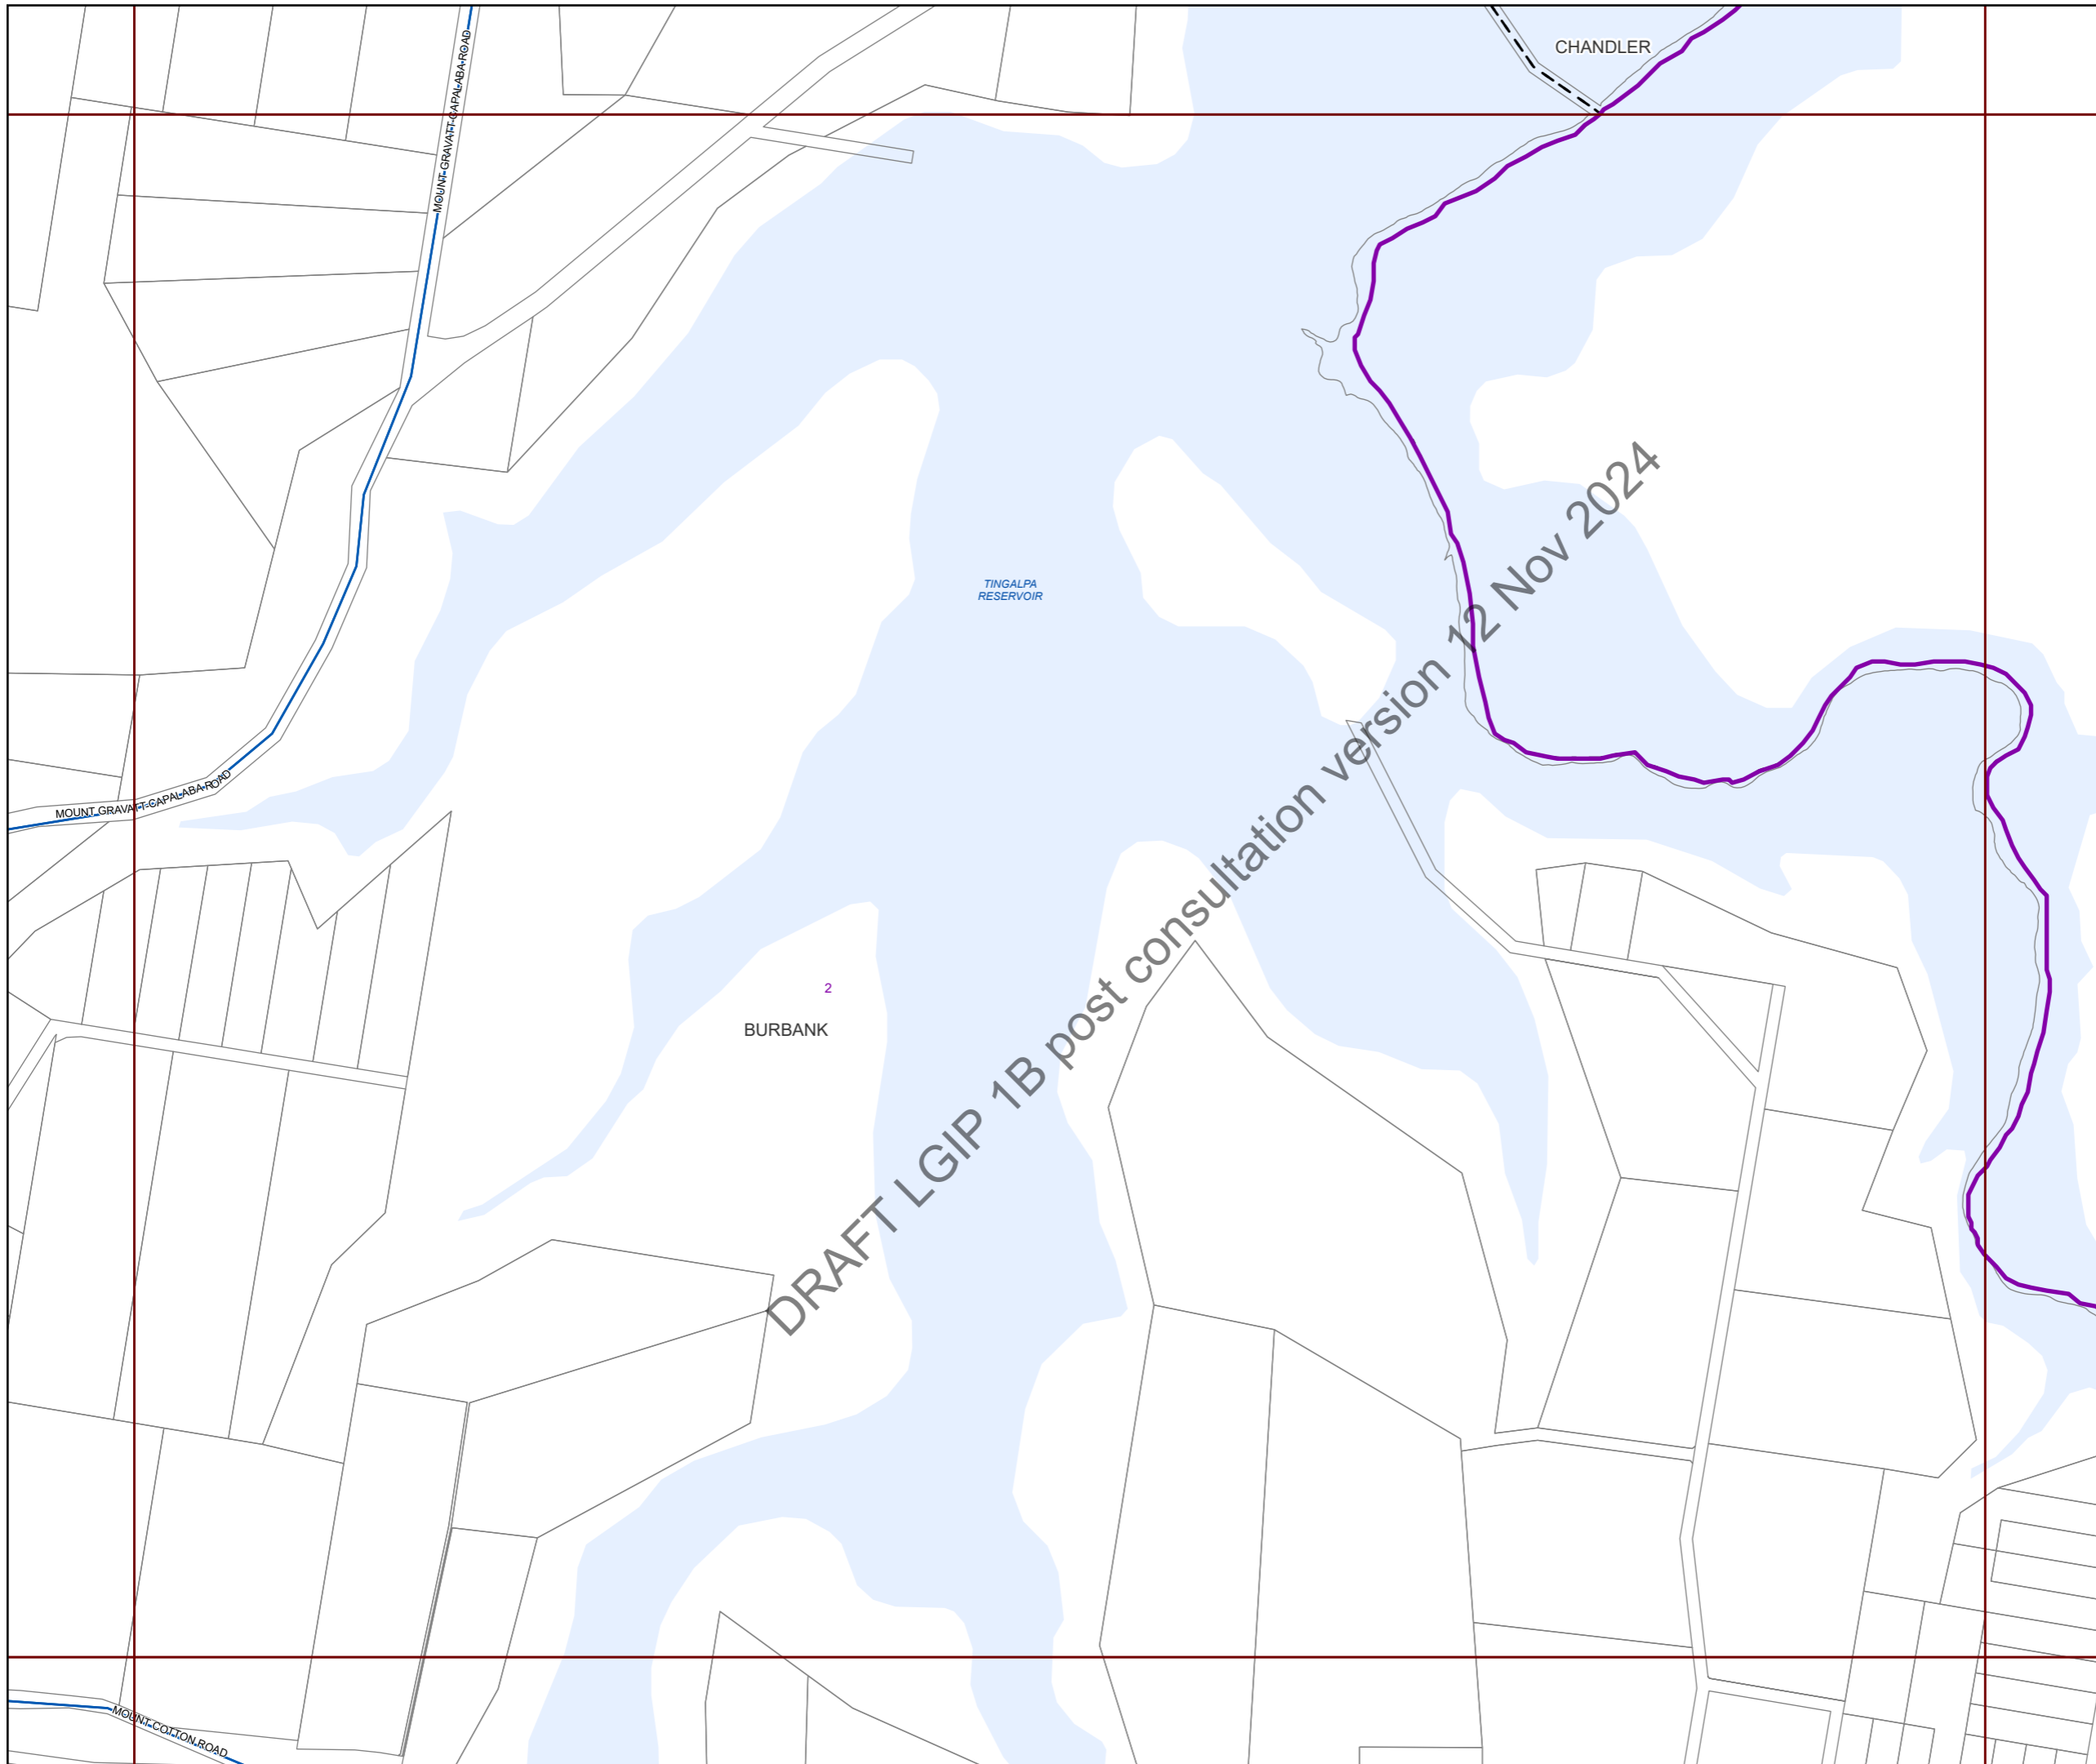 CHANDLER
MOUNT GRAVATT-CAPALABA ROAD
TINGALPA
RESERVOIR
MOUNT GRAVATT-CAPALABA ROAD
2
BURBANK
DRAFT LGIP 1B post consultation version 12 Nov 2024
MOUNT COTTON ROAD